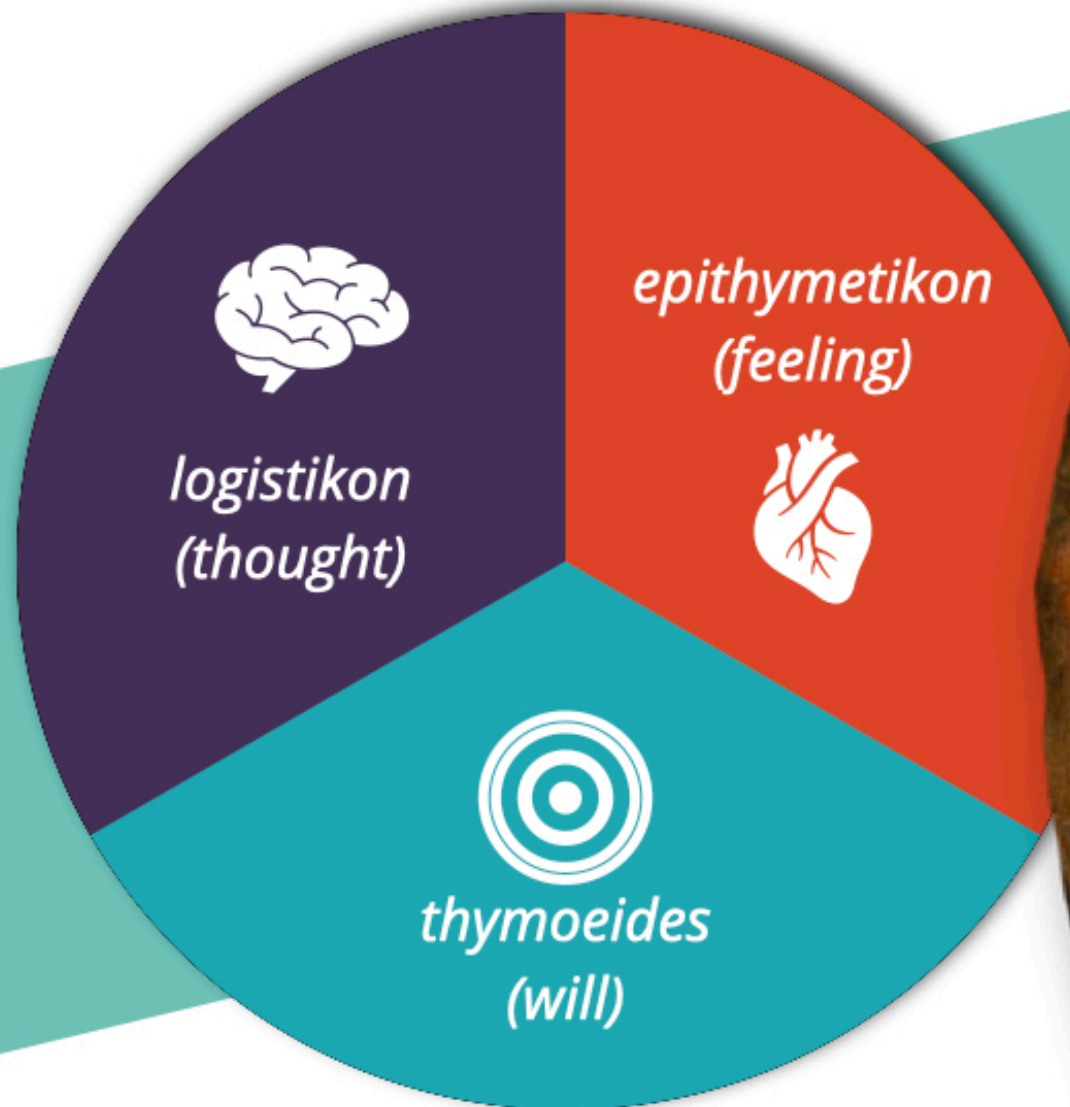 logistikon
(thought)
epithymetikon
(feeling)
thymoeides
(will)